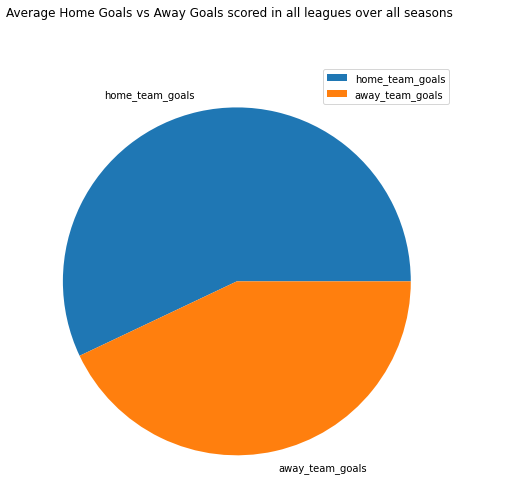 Average Home Goals vs Away Goals scored in all leagues over all seasons
home_team_goals
away_team_goals
home_team_goals
away_team_goals